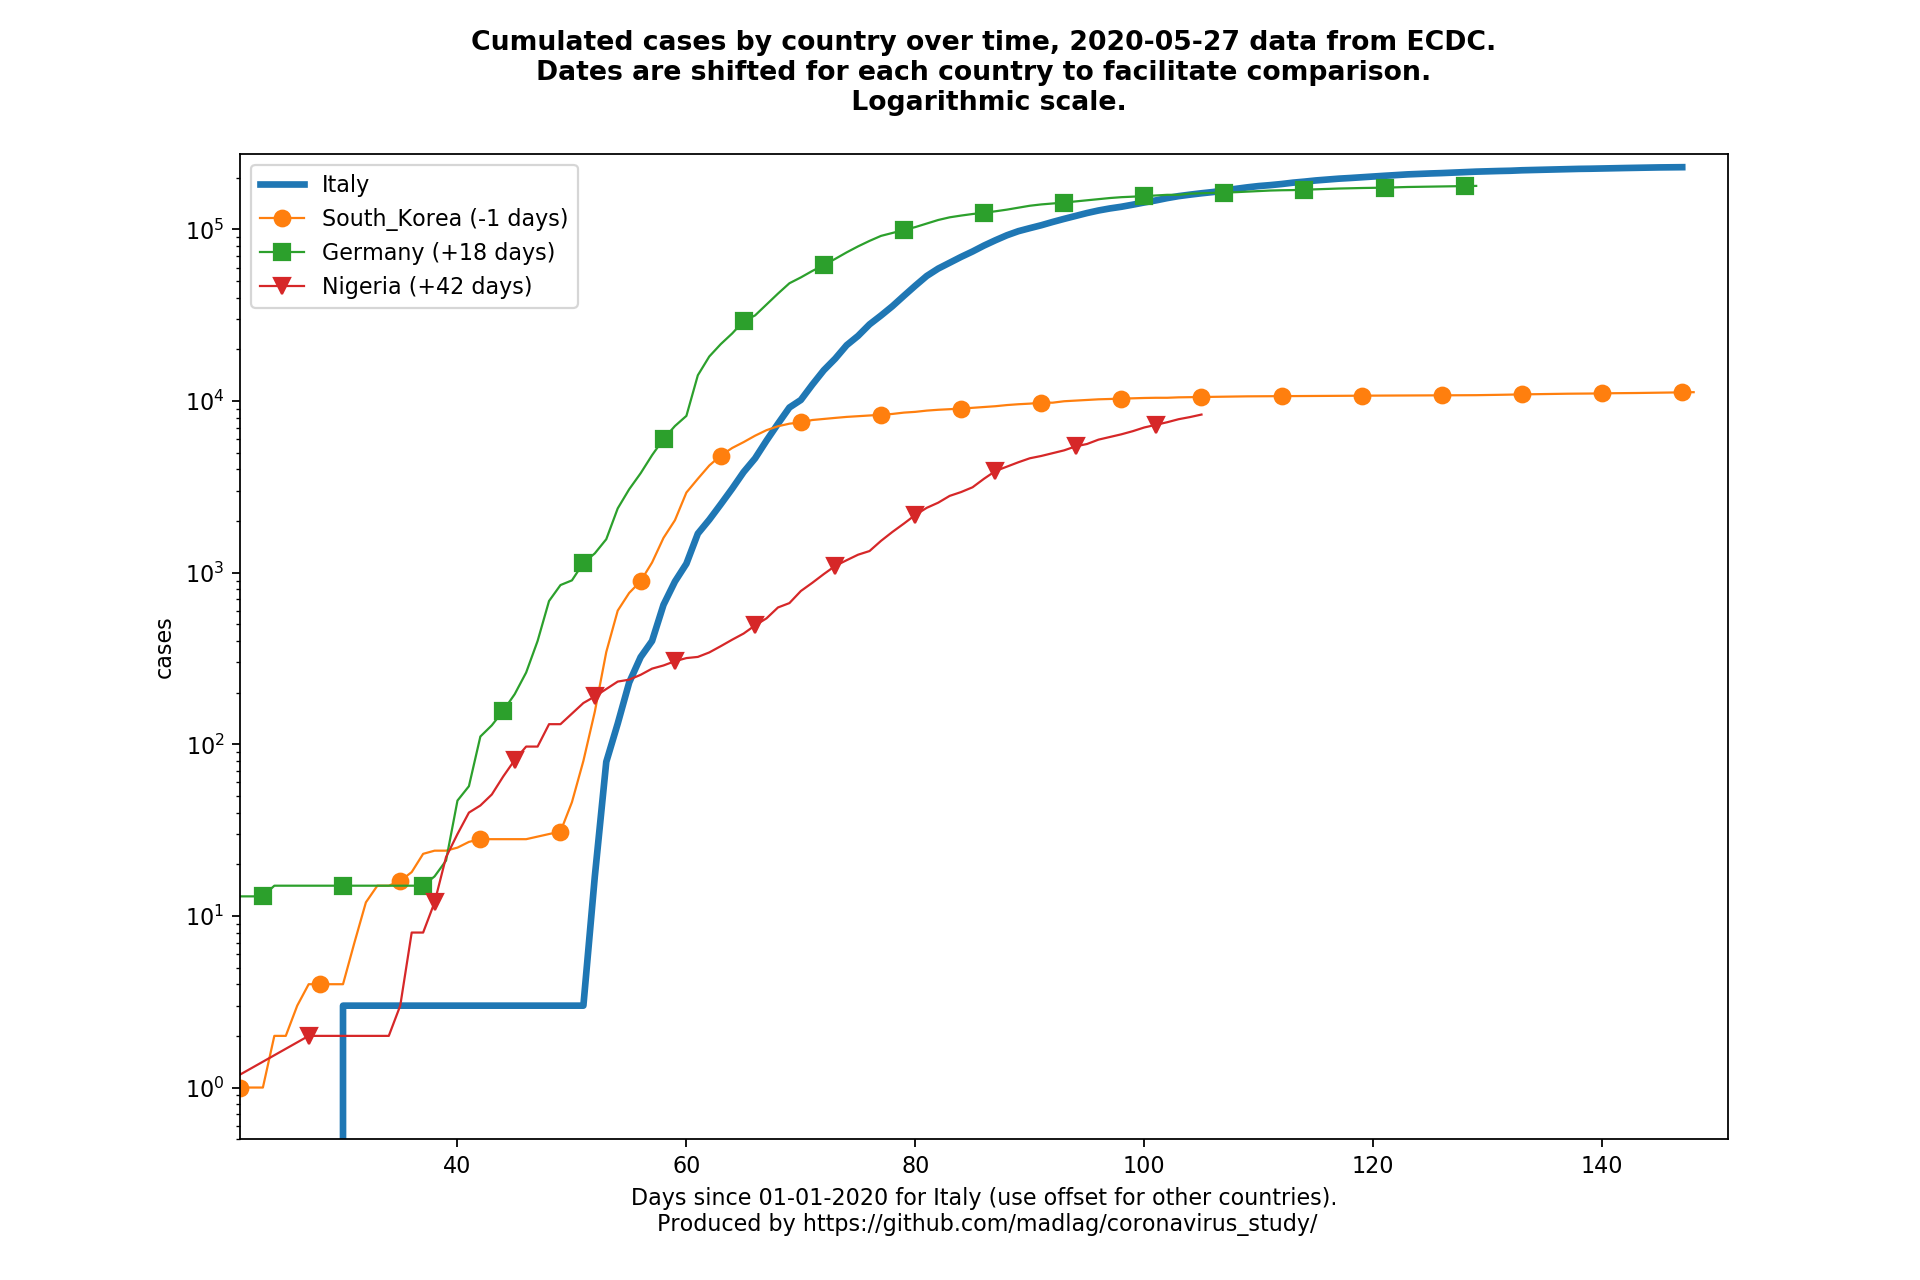 Cumulated cases by country over time, 2020-05-27 data from ECDC.
Dates are shifted for each country to facilitate comparison.
Logarithmic scale.
Italy
South_Korea (-1 days)
Germany (+18 days)
Nigeria (+42 days)
10^5
10^4
10^3
10^2
10^1
10^0
cases
40 60 80 100 120 140
Days since 01-01-2020 for Italy (use offset for other countries).
Produced by https://github.com/madlag/coronavirus_study/